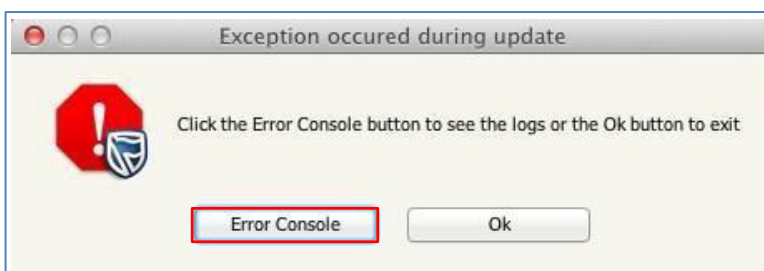 Exception occured during update
Click the Error Console button to see the logs or the Ok button to exit
Error Console
Ok